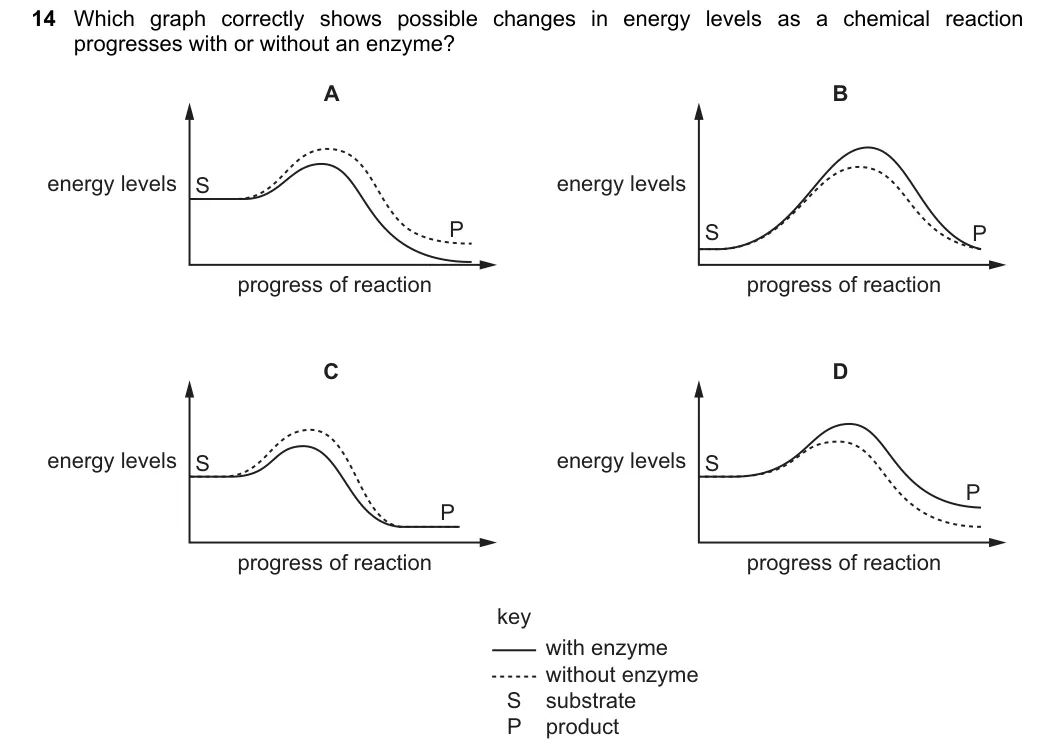 14 Which graph correctly shows possible changes in energy levels as a chemical reaction
progresses with or without an enzyme?
A
energy levels
S
P
progress of reaction
B
energy levels
S
P
progress of reaction
C
energy levels
S
P
progress of reaction
D
energy levels
S
P
progress of reaction
key
with enzyme
without enzyme
S substrate
P product